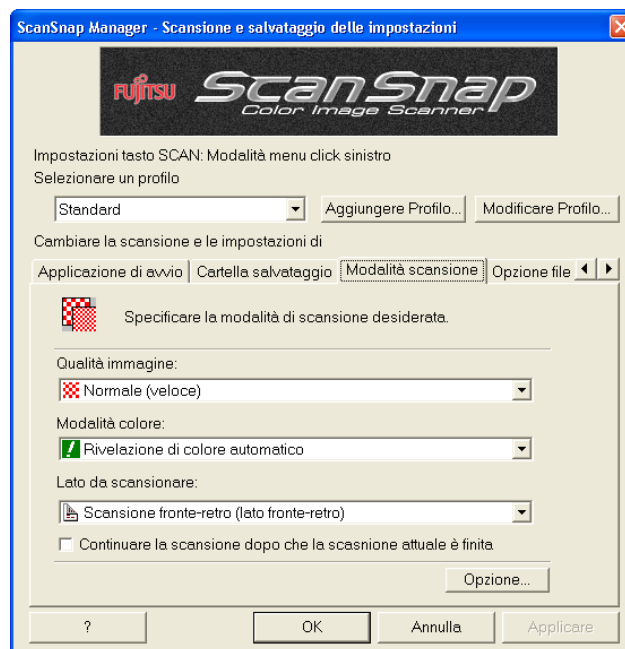 ScanSnap Manager - Scansione e salvataggio delle impostazioni
FUJITSU ScanSnap
Color Image Scanner
Impostazioni tasto SCAN: Modalità menu click sinistro
Selezionare un profilo
Standard Aggiungere Profilo... Modificare Profilo...
Cambiare la scansione e le impostazioni di
Applicazione di avvio Cartella salvataggio Modalità scansione Opzione file
Specificare la modalità di scansione desiderata.
Qualità immagine:
Normale (veloce)
Modalità colore:
Rivelazione di colore automatico
Lato da scansionare:
Scansione fronte-retro (lato fronte-retro)
Continuare la scansione dopo che la scasnione attuale è finita
Opzione...
? OK Annulla Applicare